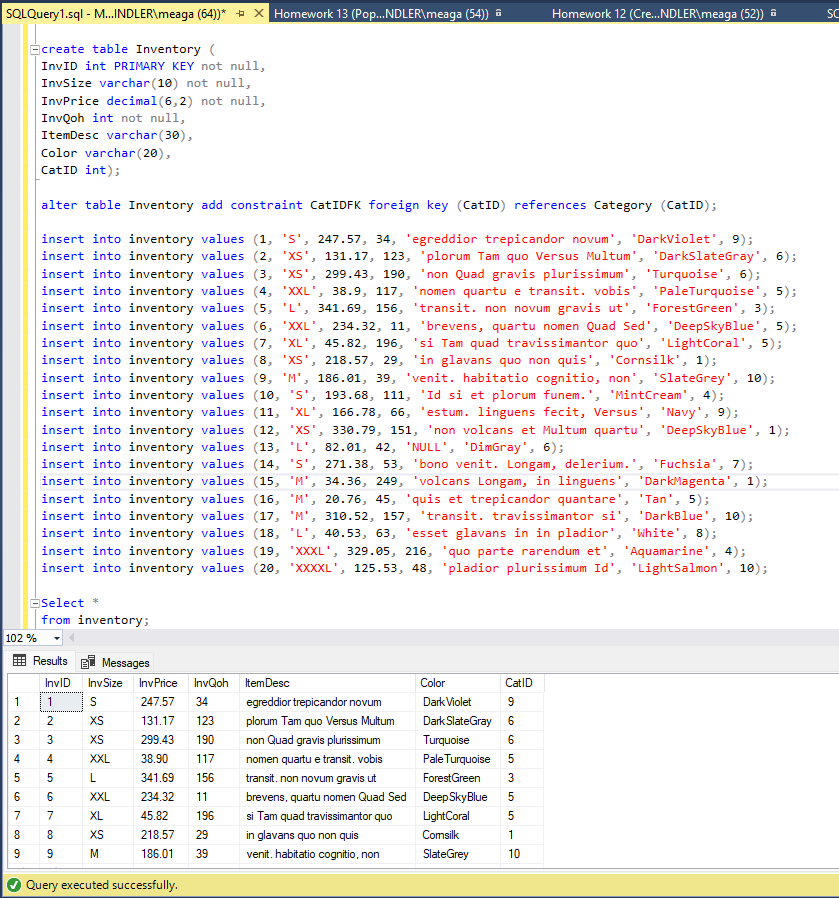 SQLQuery1.sql - M...INDLER\meaga (64))* Homework 13 (Pop...NDLER\meaga (54)) Homework 12 (Cre...NDLER\meaga (52)) SC
create table Inventory (
InvID int PRIMARY KEY not null,
InvSize varchar(10) not null,
InvPrice decimal(6,2) not null,
InvQoh int not null,
ItemDesc varchar(30),
Color varchar(20),
CatID int);
alter table Inventory add constraint CatIDFK foreign key (CatID) references Category (CatID);
insert into inventory values (1, 'S', 247.57, 34, 'egreddior trepicandor novum', 'DarkViolet', 9);
insert into inventory values (2, 'XS', 131.17, 123, 'plorum Tam quo Versus Multum', 'DarkSlateGray', 6);
insert into inventory values (3, 'XS', 299.43, 190, 'non Quad gravis plurissimum', 'Turquoise', 6);
insert into inventory values (4, 'XXL', 38.9, 117, 'nomen quartu e transit. vobis', 'PaleTurquoise', 5);
insert into inventory values (5, 'L', 341.69, 156, 'transit. non novum gravis ut', 'ForestGreen', 3);
insert into inventory values (6, 'XXL', 234.32, 11, 'brevens, quartu nomen Quad Sed', 'DeepSkyBlue', 5);
insert into inventory values (7, 'XL', 45.82, 196, 'si Tam quad travissimantor quo', 'LightCoral', 5);
insert into inventory values (8, 'XS', 218.57, 29, 'in glavans quo non quis', 'Cornsilk', 1);
insert into inventory values (9, 'M', 186.01, 39, 'venit. habitatio cognitio, non', 'SlateGrey', 10);
insert into inventory values (10, 'S', 193.68, 111, 'Id si et plorum funem.', 'MintCream', 4);
insert into inventory values (11, 'XL', 166.78, 66, 'estum. linguens fecit, Versus', 'Navy', 9);
insert into inventory values (12, 'XS', 330.79, 151, 'non volcans et Multum quartu', 'DeepSkyBlue', 1);
insert into inventory values (13, 'L', 82.01, 42, 'NULL', 'DimGray', 6);
insert into inventory values (14, 'S', 271.38, 53, 'bono venit. Longam, delerium.', 'Fuchsia', 7);
insert into inventory values (15, 'M', 34.36, 249, 'volcans Longam, in linguens', 'DarkMagenta', 1);
insert into inventory values (16, 'M', 20.76, 45, 'quis et trepicandor quantare', 'Tan', 5);
insert into inventory values (17, 'M', 310.52, 157, 'transit. travissimantor si', 'DarkBlue', 10);
insert into inventory values (18, 'L', 40.53, 63, 'esset glavans in in pladior', 'White', 8);
insert into inventory values (19, 'XXXL', 329.05, 216, 'quo parte rarendum et', 'Aquamarine', 4);
insert into inventory values (20, 'XXXXL', 125.53, 48, 'pladior plurissimum Id', 'LightSalmon', 10);
Select *
from inventory;
102 %
Results Messages
InvID InvSize InvPrice InvQoh ItemDesc Color CatID
1 1 S 247.57 34 egreddior trepicandor novum DarkViolet 9
2 2 XS 131.17 123 plorum Tam quo Versus Multum DarkSlateGray 6
3 3 XS 299.43 190 non Quad gravis plurissimum Turquoise 6
4 4 XXL 38.90 117 nomen quartu e transit. vobis PaleTurquoise 5
5 5 L 341.69 156 transit. non novum gravis ut ForestGreen 3
6 6 XXL 234.32 11 brevens, quartu nomen Quad Sed DeepSkyBlue 5
7 7 XL 45.82 196 si Tam quad travissimantor quo LightCoral 5
8 8 XS 218.57 29 in glavans quo non quis Cornsilk 1
9 9 M 186.01 39 venit. habitatio cognitio, non SlateGrey 10
Query executed successfully.